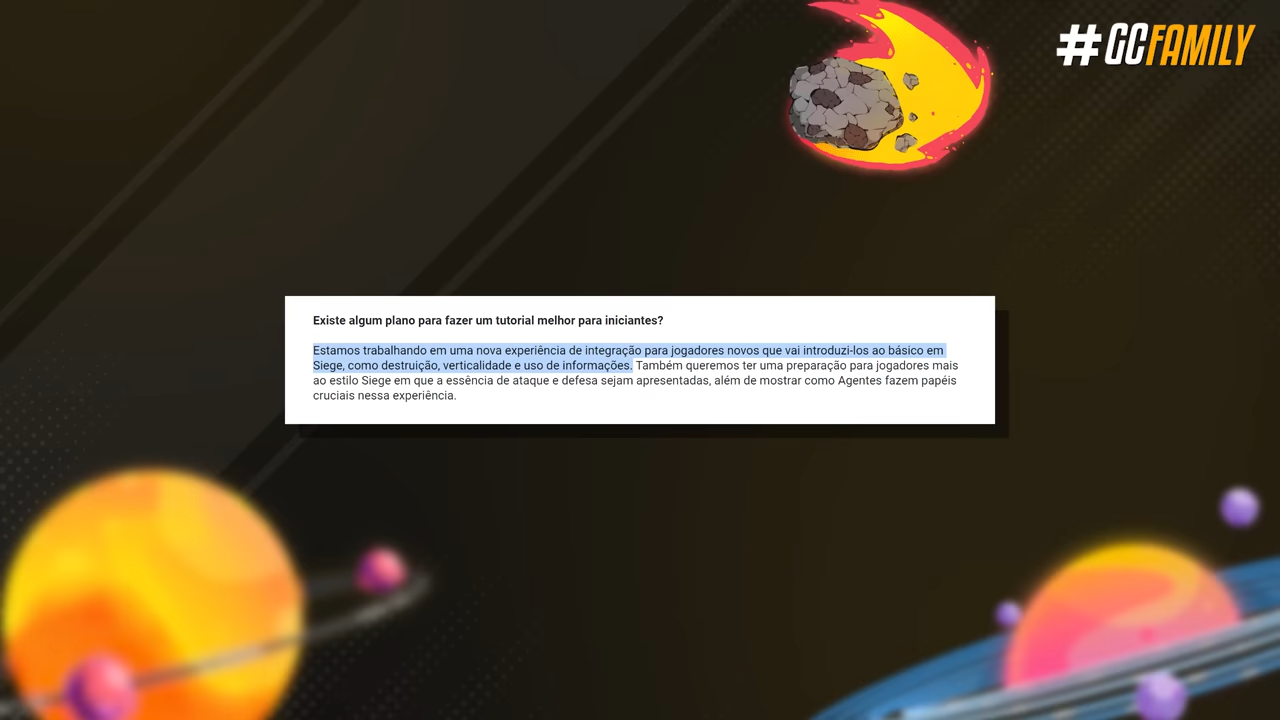 #GCFAMILY
Existe algum plano para fazer um tutorial melhor para iniciantes?
Estamos trabalhando em uma nova experiência de integração para jogadores novos que vai introduzi-los ao básico em
Siege, como destruição, verticalidade e uso de informações. Também queremos ter uma preparação para jogadores mais
ao estilo Siege em que a essência de ataque e defesa sejam apresentadas, além de mostrar como Agentes fazem papéis
cruciais nessa experiência.